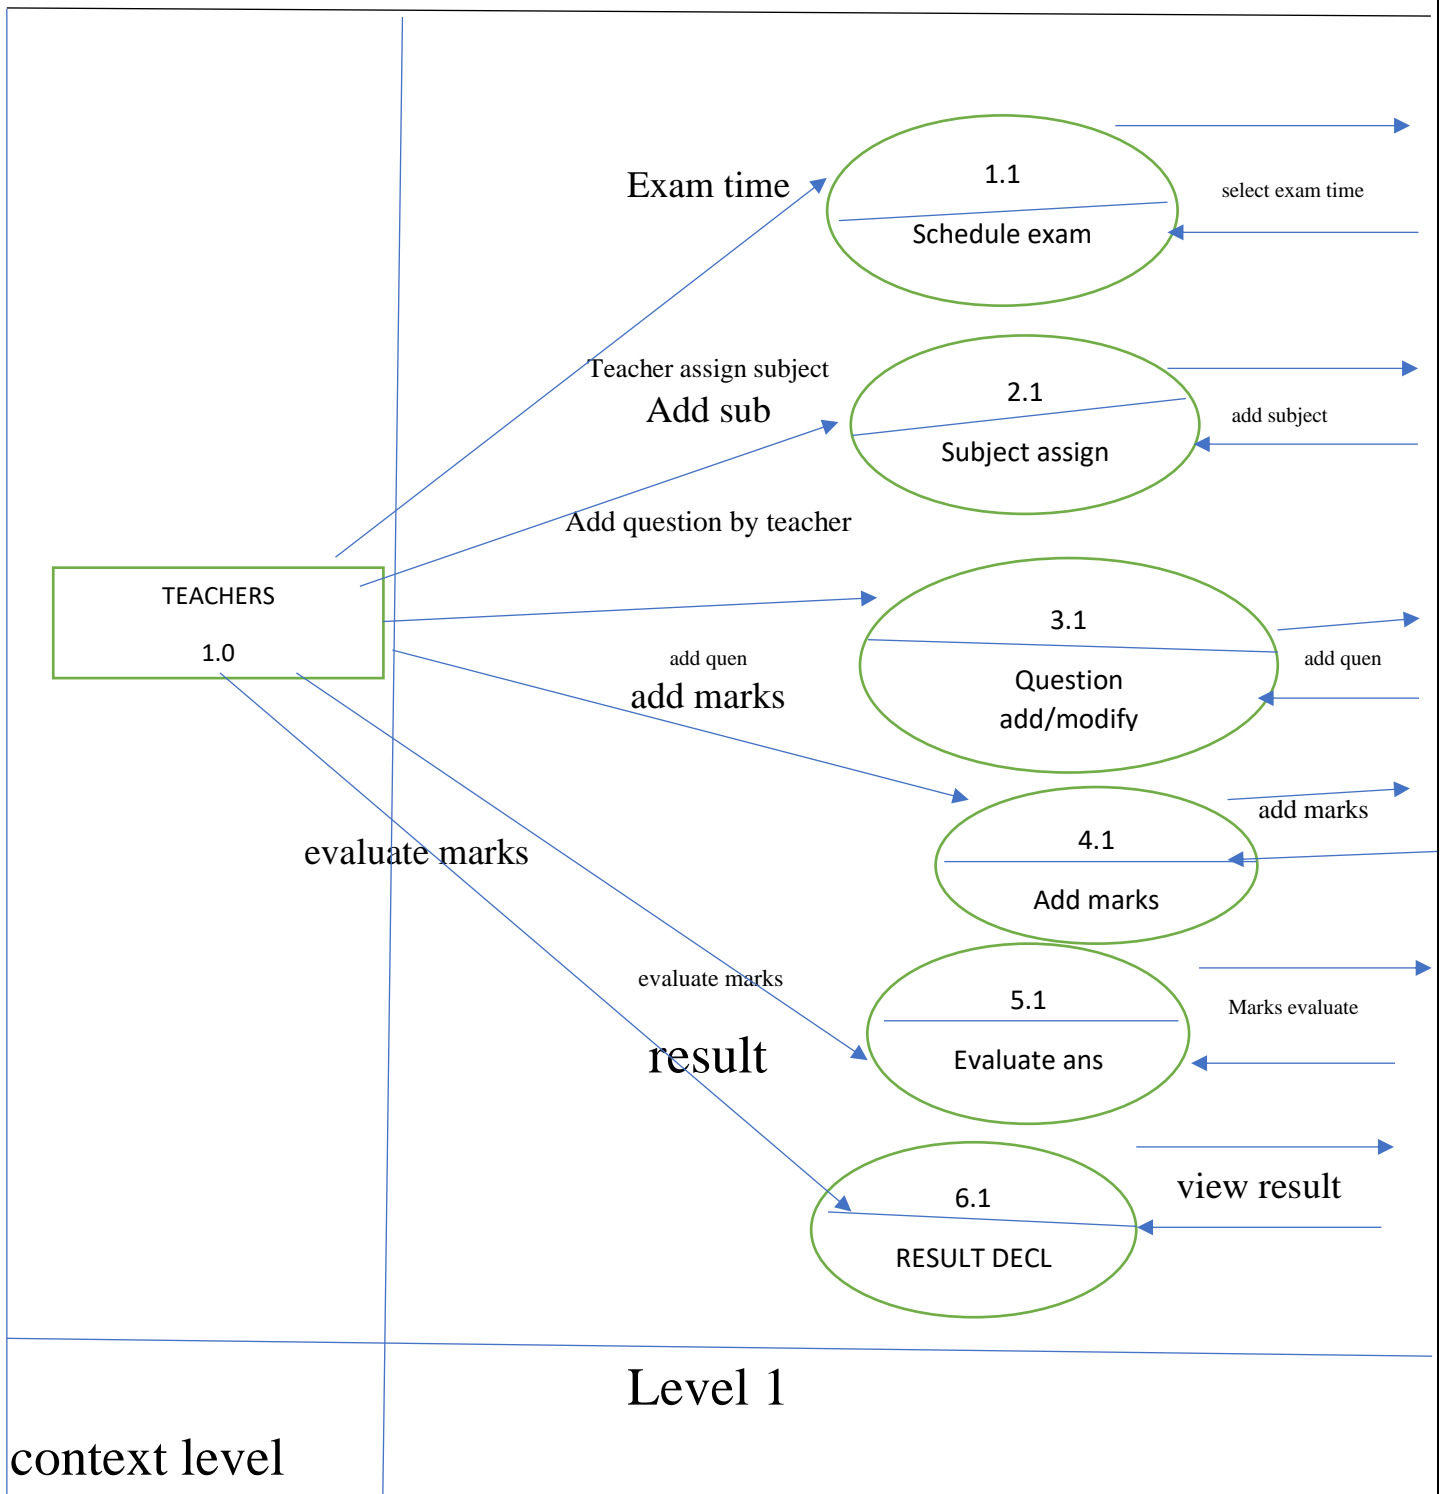 1.1
Exam time
select exam time
Schedule exam
Teacher assign subject
2.1
Add sub
add subject
Subject assign
Add question by teacher
TEACHERS
3.1
1.0
add quen
add quen
Question
add marks
add/modify
add marks
4.1
evaluate marks
Add marks
evaluate marks
5.1
Marks evaluate
result
Evaluate ans
view result
6.1
RESULT DECL
Level 1
context level